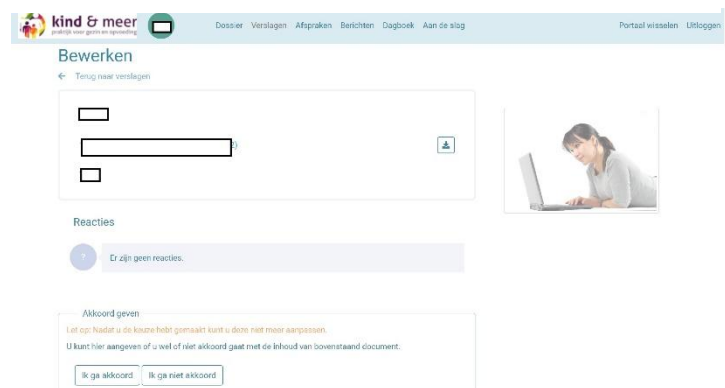 kind & meer
praktijk voor gezin en opvoeding
Dossier Verslagen Afspraken Berichten Dagboek Aan de slag
Portaal wisselen Uitloggen
Bewerken
← Terug naar verslagen
Reacties
?
Er zijn geen reacties.
Akkoord geven
Let op: Nadat u de keuze hebt gemaakt kunt u deze niet meer aanpassen.
U kunt hier aangeven of u wel of niet akkoord gaat met de inhoud van bovenstaand document.
Ik ga akkoord Ik ga niet akkoord